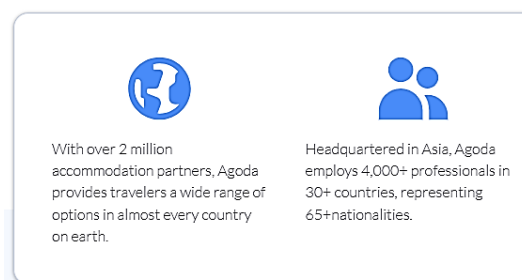 With over 2 million
accommodation partners, Agoda
provides travelers a wide range of
options in almost every country
on earth.
Headquartered in Asia, Agoda
employs 4,000+ professionals in
30+ countries, representing
65+nationalities.